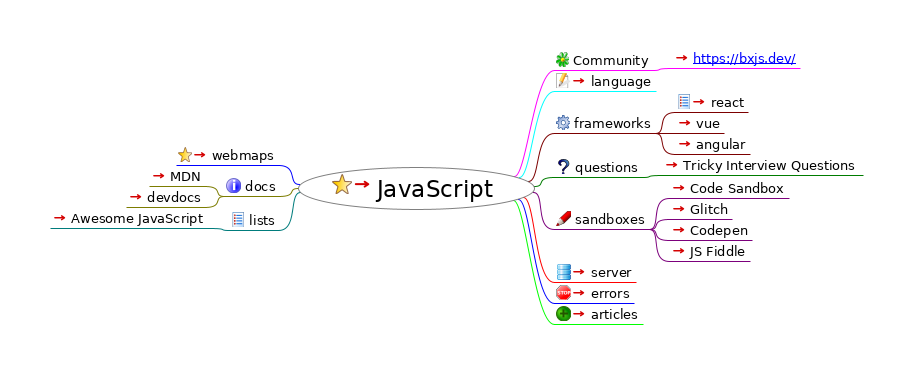 JavaScript
webmaps
docs
MDN
devdocs
lists
Awesome JavaScript
Community
https://bxjs.dev/
language
frameworks
react
vue
angular
questions
Tricky Interview Questions
sandboxes
Code Sandbox
Glitch
Codepen
JS Fiddle
server
STOP
errors
articles